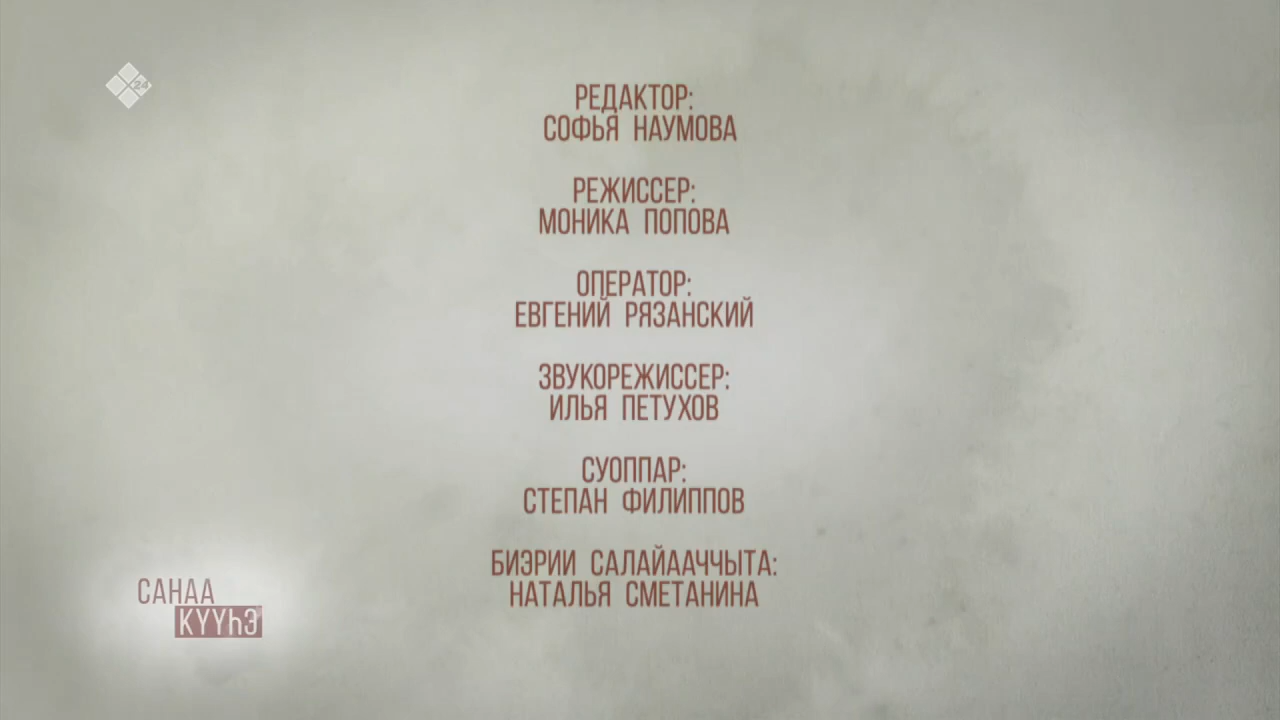 24
РЕДАКТОР:
СОФЬЯ НАУМОВА
РЕЖИССЕР:
МОНИКА ПОПОВА
ОПЕРАТОР:
ЕВГЕНИЙ РЯЗАНСКИЙ
ЗВУКОРЕЖИССЕР:
ИЛЬЯ ПЕТУХОВ
СУОППАР:
СТЕПАН ФИЛИППОВ
БИЭРИИ САЛАЙААЧЧЫТА:
НАТАЛЬЯ СМЕТАНИНА
САНАА
КҮҮҺЭ